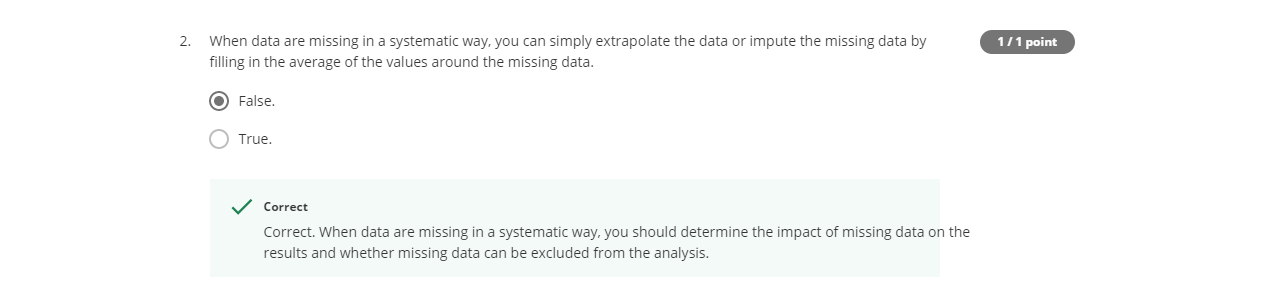 2. When data are missing in a systematic way, you can simply extrapolate the data or impute the missing data by
filling in the average of the values around the missing data.
1 / 1 point
False.
True.
Correct
Correct. When data are missing in a systematic way, you should determine the impact of missing data on the
results and whether missing data can be excluded from the analysis.